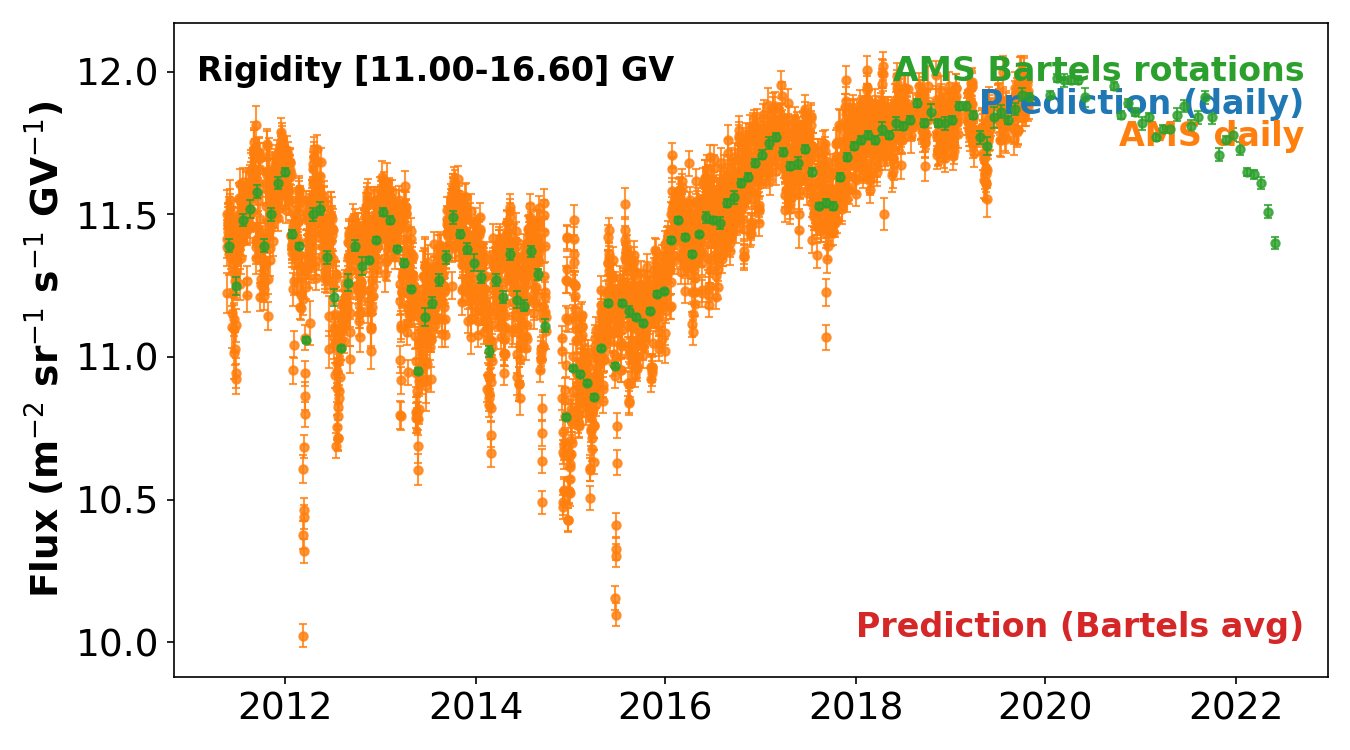 Rigidity [11.00-16.60] GV
AMS Bartels rotations
Prediction (daily)
AMS daily
Prediction (Bartels avg)
Flux (m⁻² sr⁻¹ s⁻¹ GV⁻¹)
12.0
11.5
11.0
10.5
10.0
2012 2014 2016 2018 2020 2022